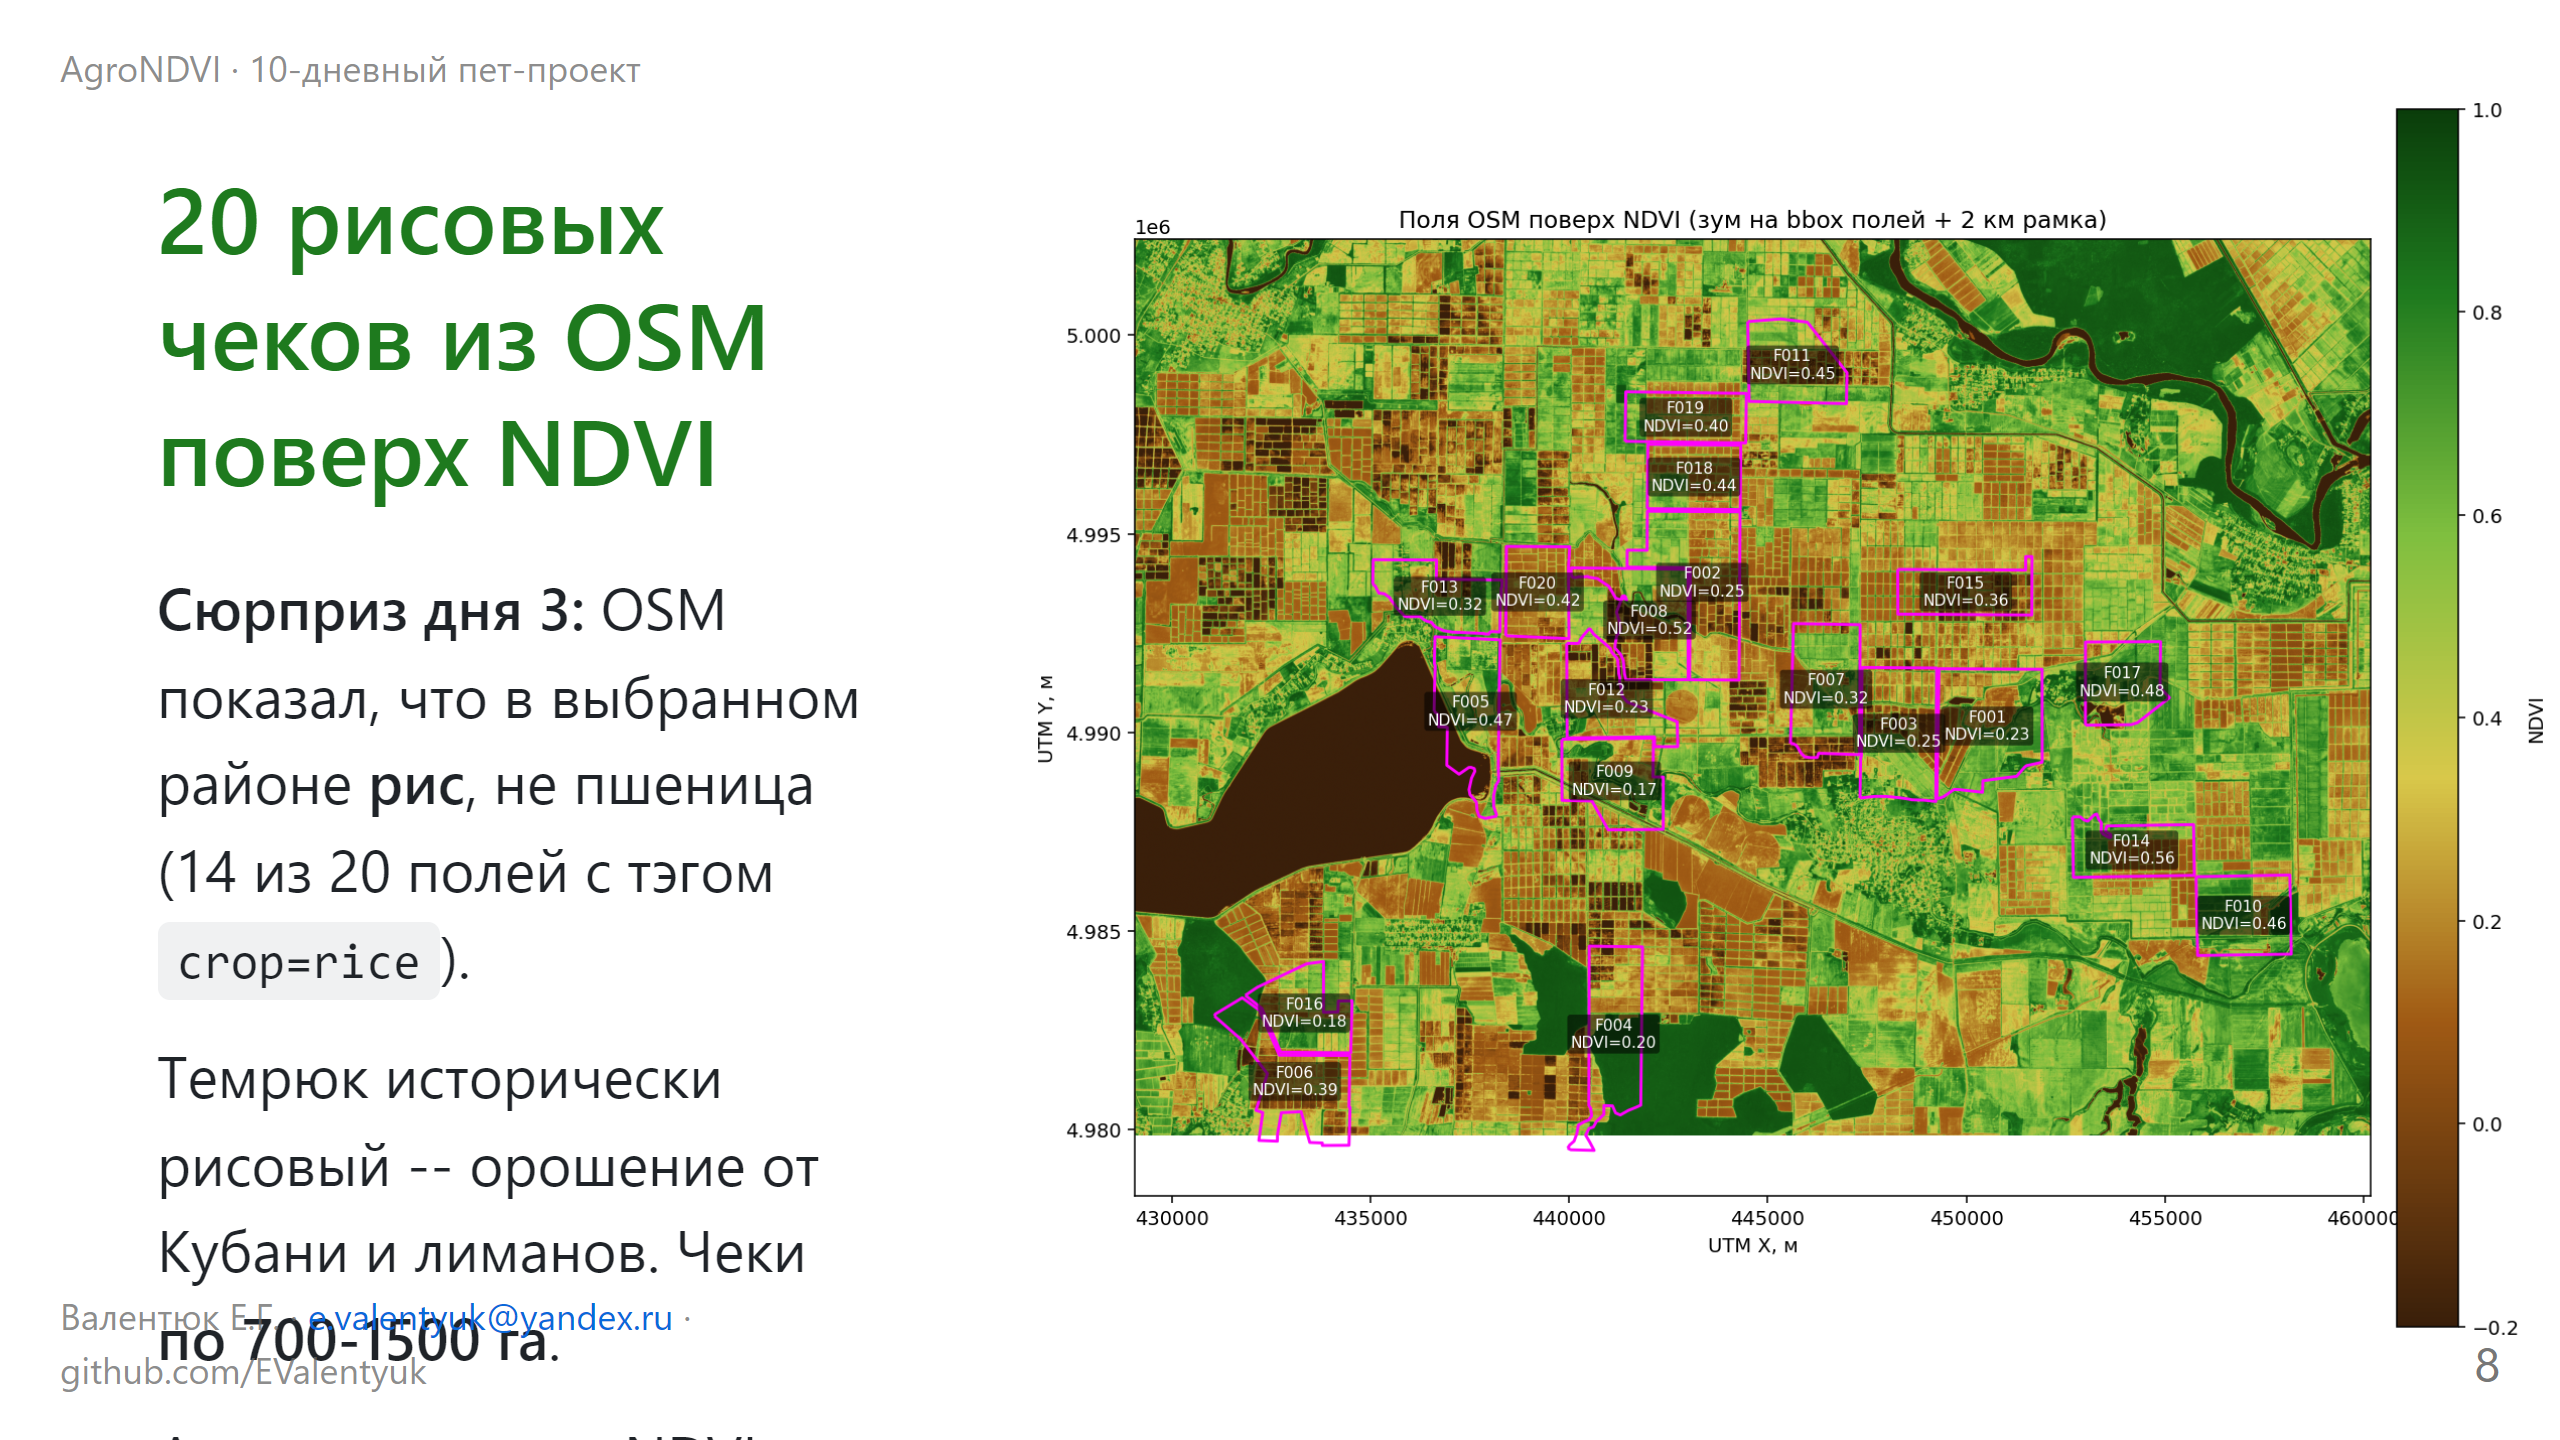 AgroNDVI · 10-дневный пет-проект
20 рисовых
чеков из OSM
поверх NDVI
Сюрприз дня 3: OSM
показал, что в выбранном
районе рис, не пшеница
(14 из 20 полей с тэгом
crop=rice ).
Темрюк исторически
рисовый -- орошение от
Кубани и лиманов. Чеки
по 700-1500 га.
Валентюк Е.Г. · e.valentyuk@yandex.ru ·
github.com/EValentyuk
Поля OSM поверх NDVI (зум на bbox полей + 2 км рамка)
1e6
5.000
4.995
4.990
4.985
4.980
UTM Y, м
430000 435000 440000 445000 450000 455000 460000
UTM X, м
F011
NDVI=0.45
F019
NDVI=0.40
F018
NDVI=0.44
F002
NDVI=0.25
F013
NDVI=0.32
F020
NDVI=0.42
F008
NDVI=0.52
F015
NDVI=0.36
F005
NDVI=0.47
F012
NDVI=0.23
F007
NDVI=0.32
F017
NDVI=0.48
F003
NDVI=0.25
F001
NDVI=0.23
F009
NDVI=0.17
F014
NDVI=0.56
F010
NDVI=0.46
F016
NDVI=0.18
F004
NDVI=0.20
F006
NDVI=0.39
1.0
0.8
0.6
0.4
0.2
0.0
−0.2
NDVI
8